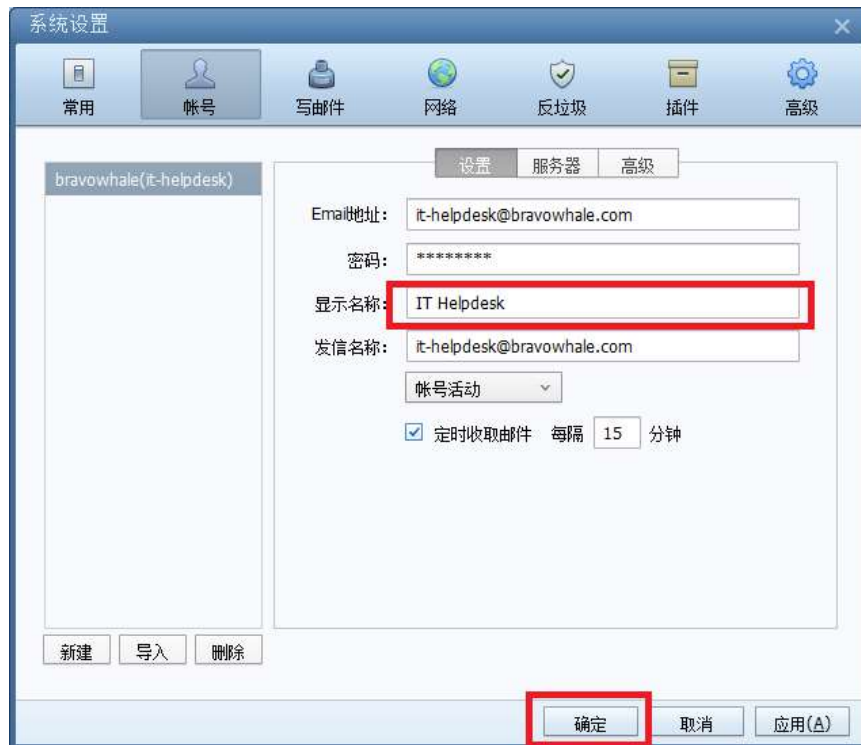 系统设置
常用 帐号 写邮件 网络 反垃圾 插件 高级
bravowhale(it-helpdesk)
设置 服务器 高级
Email地址: it-helpdesk@bravowhale.com
密码: ********
显示名称: IT Helpdesk
发信名称: it-helpdesk@bravowhale.com
帐号活动
定时收取邮件 每隔 15 分钟
新建 导入 删除
确定 取消 应用(A)